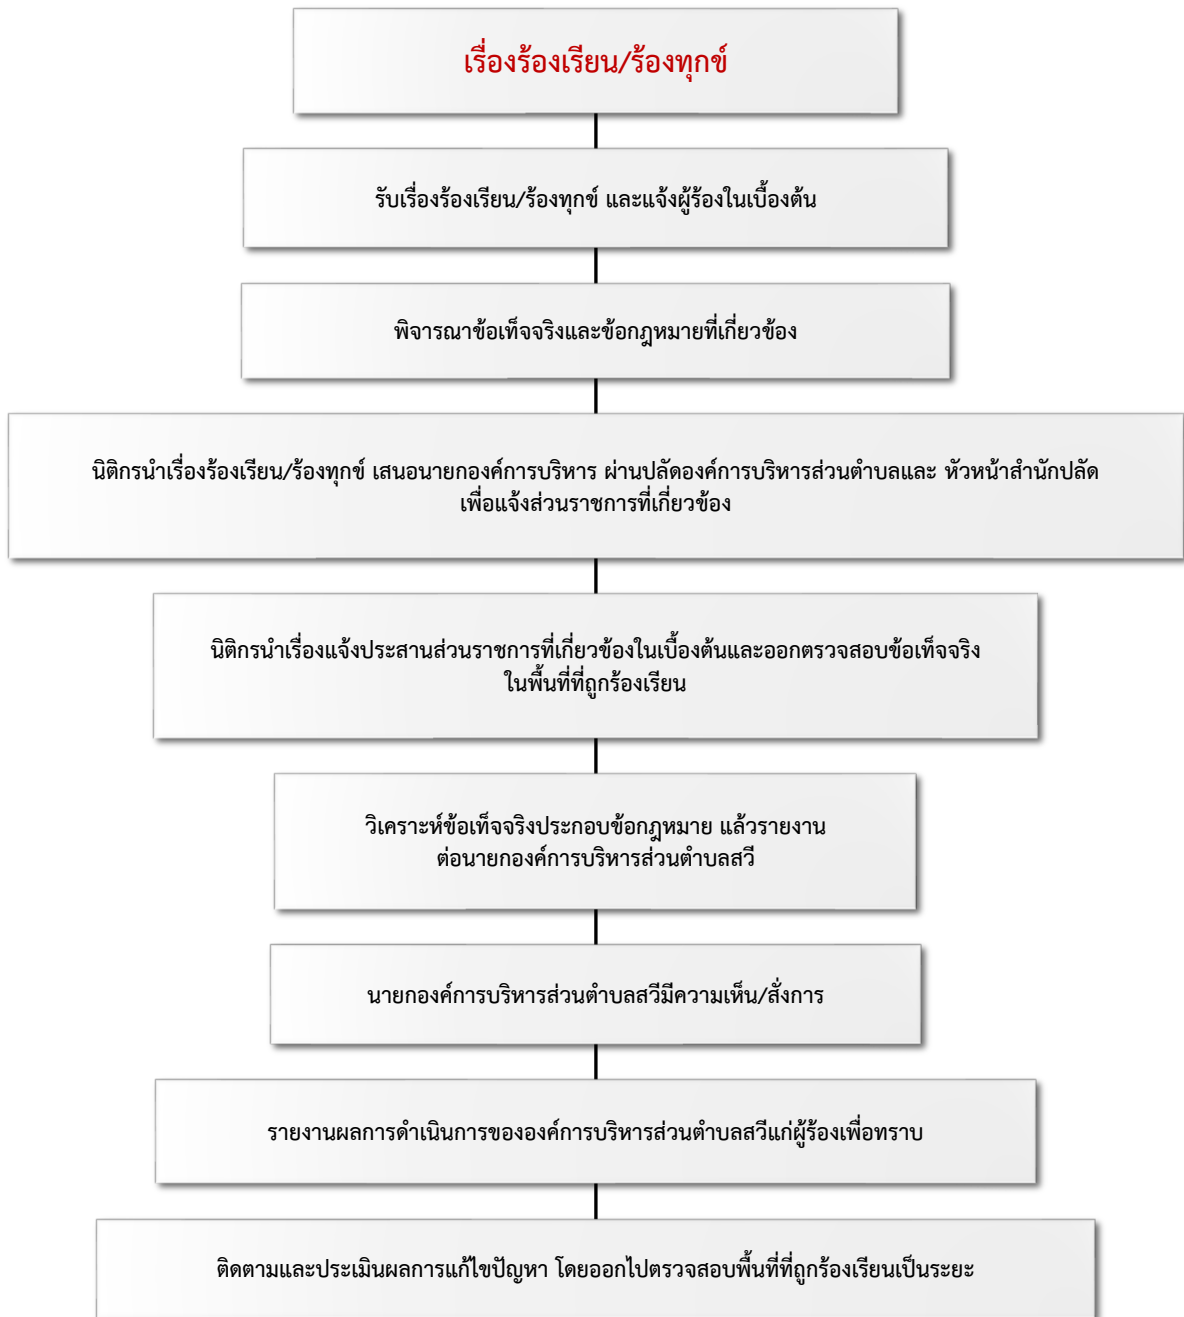 เรื่องร้องเรียน/ร้องทุกข์
รับเรื่องร้องเรียน/ร้องทุกข์ และแจ้งผู้ร้องในเบื้องต้น
พิจารณาข้อเท็จจริงและข้อกฎหมายที่เกี่ยวข้อง
นิติกรนำเรื่องร้องเรียน/ร้องทุกข์ เสนอนายกองค์การบริหาร ผ่านปลัดองค์การบริหารส่วนตำบลและ หัวหน้าสำนักปลัด
เพื่อแจ้งส่วนราชการที่เกี่ยวข้อง
นิติกรนำเรื่องแจ้งประสานส่วนราชการที่เกี่ยวข้องในเบื้องต้นและออกตรวจสอบข้อเท็จจริง
ในพื้นที่ที่ถูกร้องเรียน
วิเคราะห์ข้อเท็จจริงประกอบข้อกฎหมาย แล้วรายงาน
ต่อนายกองค์การบริหารส่วนตำบลสวี
นายกองค์การบริหารส่วนตำบลสวีมีความเห็น/สั่งการ
รายงานผลการดำเนินการขององค์การบริหารส่วนตำบลสวีแก่ผู้ร้องเพื่อทราบ
ติดตามและประเมินผลการแก้ไขปัญหา โดยออกไปตรวจสอบพื้นที่ที่ถูกร้องเรียนเป็นระยะ